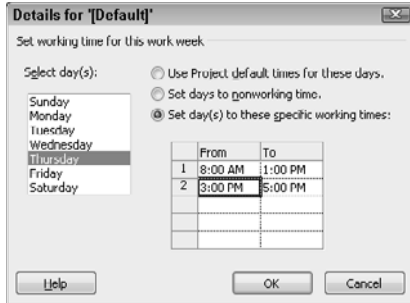 Details for '[Default]'
Set working time for this work week
Select day(s):
Sunday
Monday
Tuesday
Wednesday
Thursday
Friday
Saturday
Use Project default times for these days.
Set days to nonworking time.
Set day(s) to these specific working times:
From To
1 8:00 AM 1:00 PM
2 3:00 PM 5:00 PM
Help OK Cancel